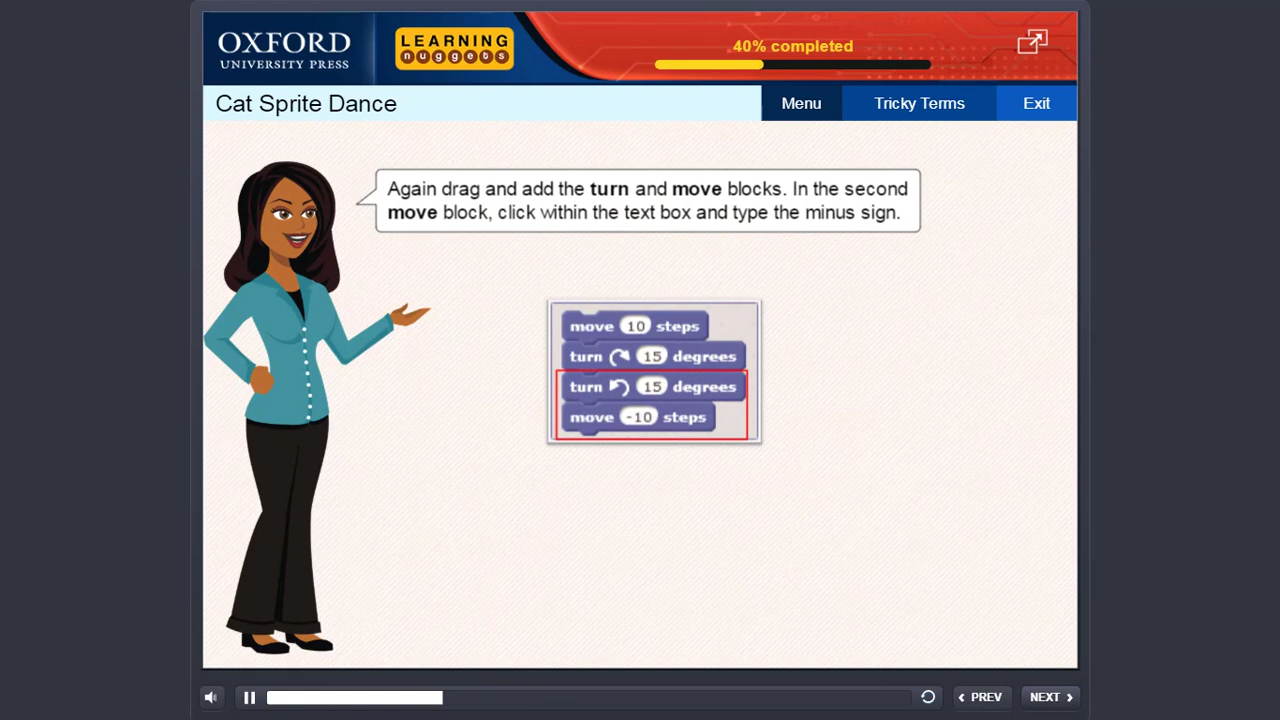 OXFORD
UNIVERSITY PRESS
LEARNING
nuggets
40% completed
Cat Sprite Dance
Menu
Tricky Terms
Exit
Again drag and add the turn and move blocks. In the second
move block, click within the text box and type the minus sign.
move 10 steps
turn 15 degrees
turn 15 degrees
move -10 steps
PREV
NEXT